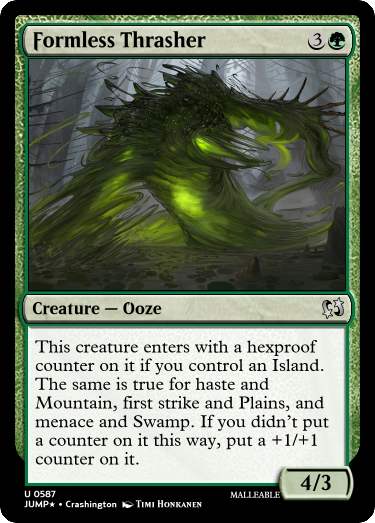 Formless Thrasher 3
Creature — Ooze
This creature enters with a hexproof
counter on it if you control an Island.
The same is true for haste and
Mountain, first strike and Plains, and
menace and Swamp. If you didn't put
a counter on it this way, put a +1/+1
counter on it.
4/3
U 0587 MALLEABLE
JUMP★ • Crashington TIMI HONKANEN